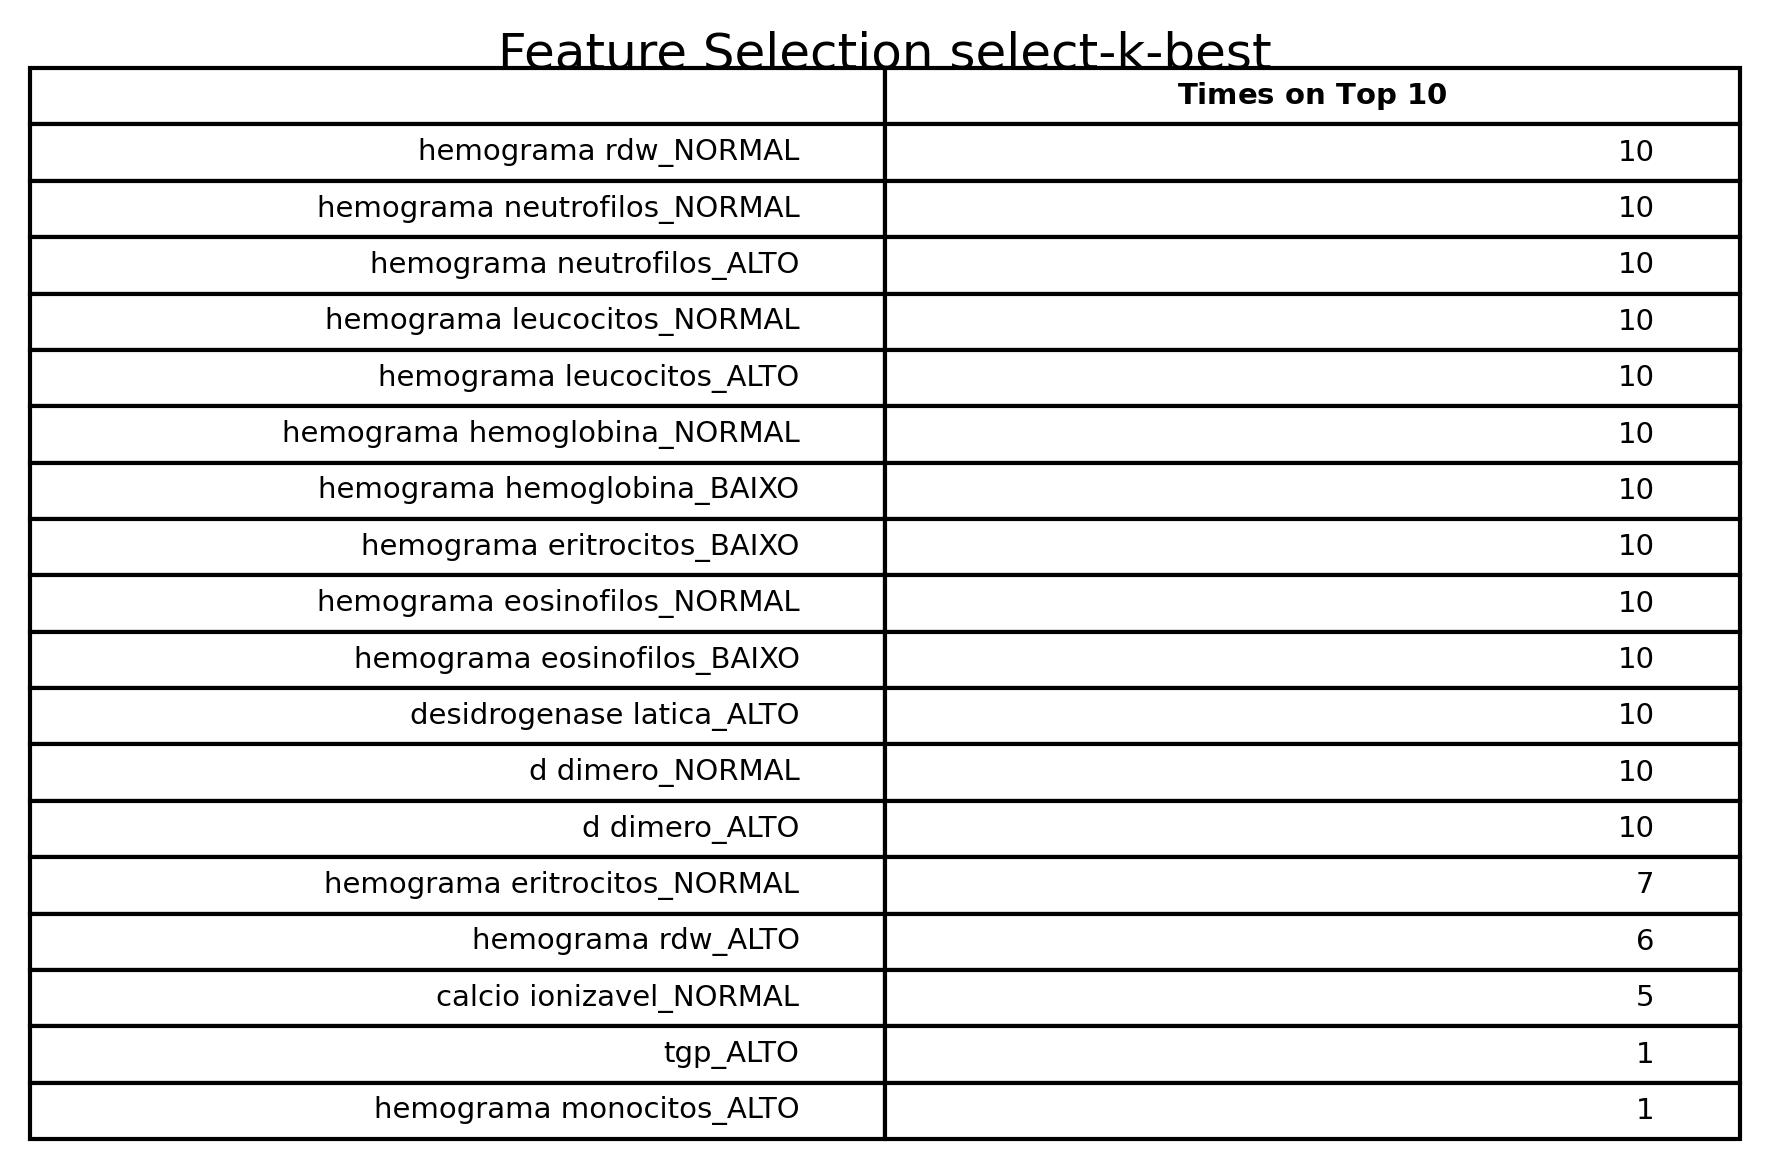 Feature Selection select-k-best
Times on Top 10
hemograma rdw_NORMAL 10
hemograma neutrofilos_NORMAL 10
hemograma neutrofilos_ALTO 10
hemograma leucocitos_NORMAL 10
hemograma leucocitos_ALTO 10
hemograma hemoglobina_NORMAL 10
hemograma hemoglobina_BAIXO 10
hemograma eritrocitos_BAIXO 10
hemograma eosinofilos_NORMAL 10
hemograma eosinofilos_BAIXO 10
desidrogenase latica_ALTO 10
d dimero_NORMAL 10
d dimero_ALTO 10
hemograma eritrocitos_NORMAL 7
hemograma rdw_ALTO 6
calcio ionizavel_NORMAL 5
tgp_ALTO 1
hemograma monocitos_ALTO 1